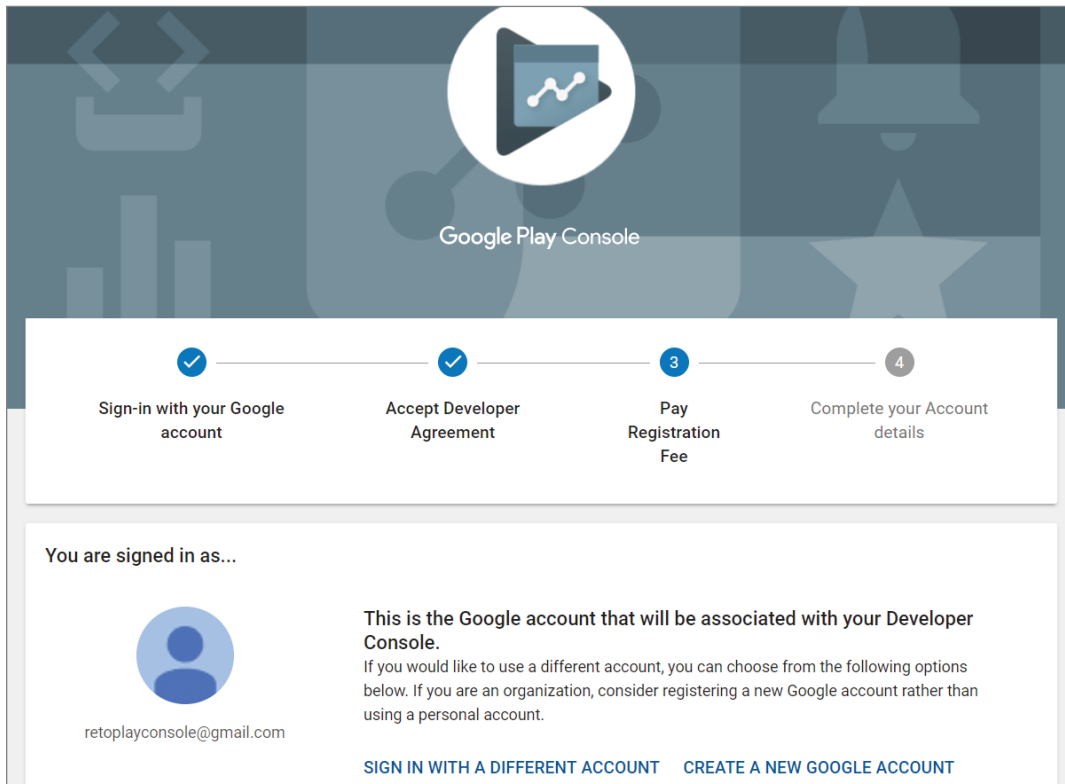 Google Play Console
Sign-in with your Google
account
Accept Developer
Agreement
3
Pay
Registration
Fee
4
Complete your Account
details
You are signed in as...
retoplayconsole@gmail.com
This is the Google account that will be associated with your Developer
Console.
If you would like to use a different account, you can choose from the following options
below. If you are an organization, consider registering a new Google account rather than
using a personal account.
SIGN IN WITH A DIFFERENT ACCOUNT
CREATE A NEW GOOGLE ACCOUNT